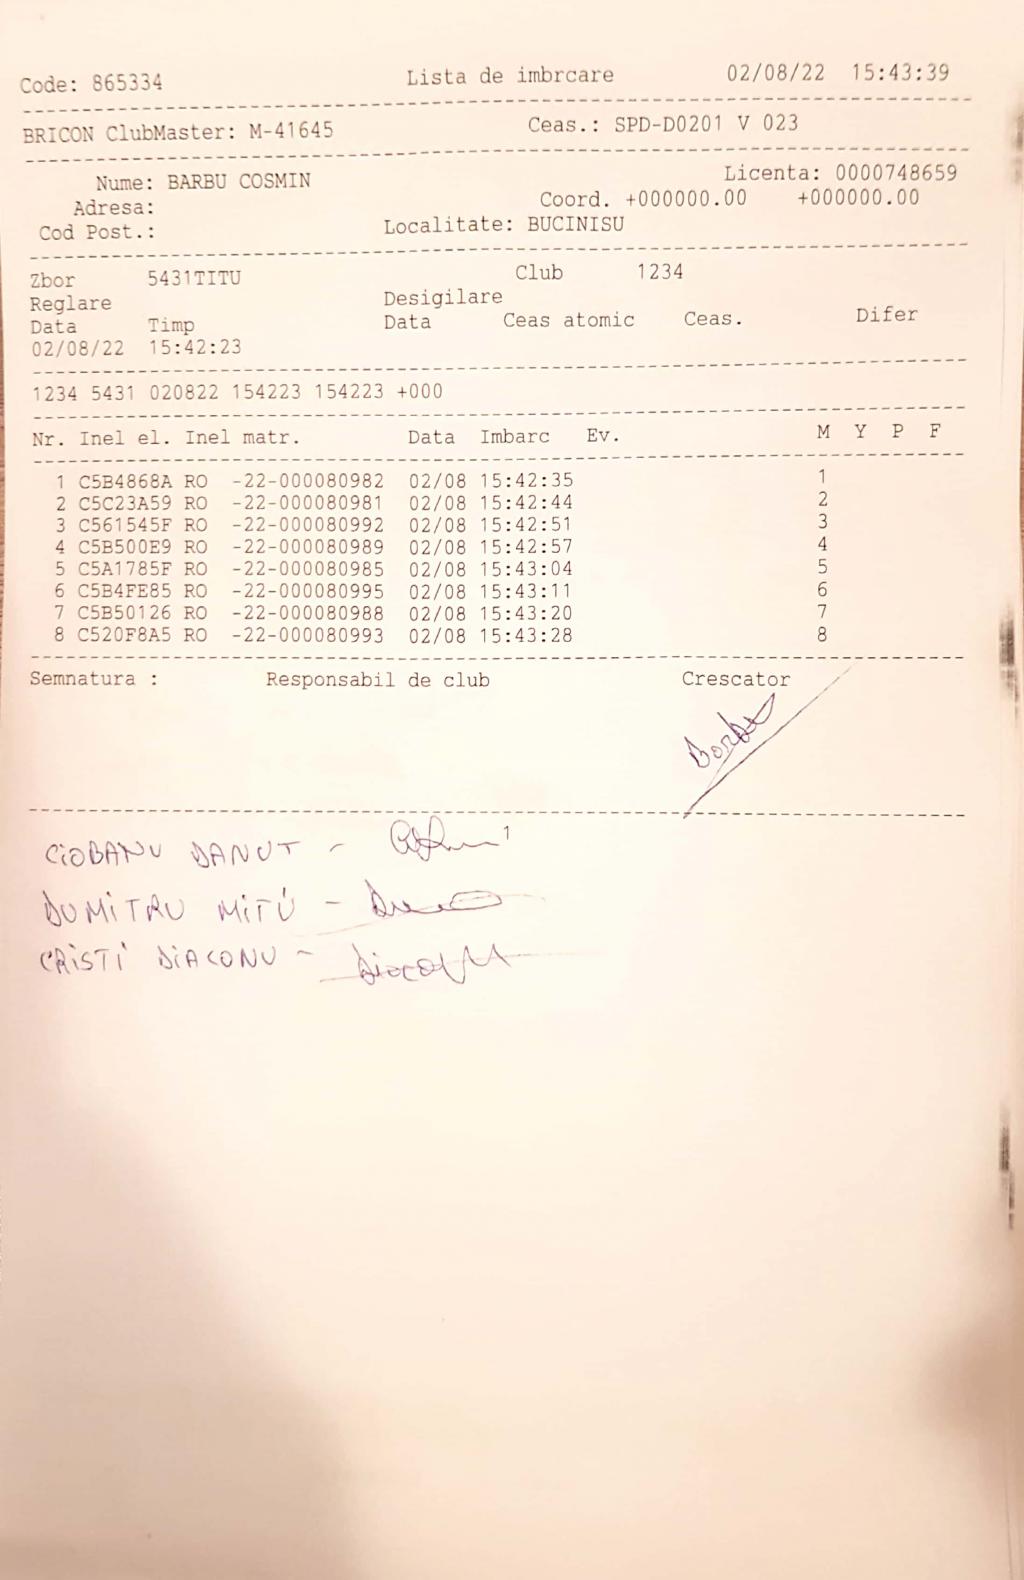 Code: 865334 Lista de imbrcare 02/08/22 15:43:39
BRICON ClubMaster: M-41645 Ceas.: SPD-D0201 V 023
Nume: BARBU COSMIN Licenta: 0000748659
Adresa: Coord. +000000.00 +000000.00
Cod Post.: Localitate: BUCINISU
Zbor 5431TITU Club 1234
Reglare Desigilare
Data Timp Data Ceas atomic Ceas. Difer
02/08/22 15:42:23
1234 5431 020822 154223 154223 +000
Nr. Inel el. Inel matr. Data Imbarc Ev. M Y P F
1 C5B4868A RO -22-000080982 02/08 15:42:35 1
2 C5C23A59 RO -22-000080981 02/08 15:42:44 2
3 C561545F RO -22-000080992 02/08 15:42:51 3
4 C5B500E9 RO -22-000080989 02/08 15:42:57 4
5 C5A1785F RO -22-000080985 02/08 15:43:04 5
6 C5B4FE85 RO -22-000080995 02/08 15:43:11 6
7 C5B50126 RO -22-000080988 02/08 15:43:20 7
8 C520F8A5 RO -22-000080993 02/08 15:43:28 8
Semnatura : Responsabil de club Crescator
1
CIOBANU DANUT -
DUMITRU MITU -
CRISTI DIACONU -